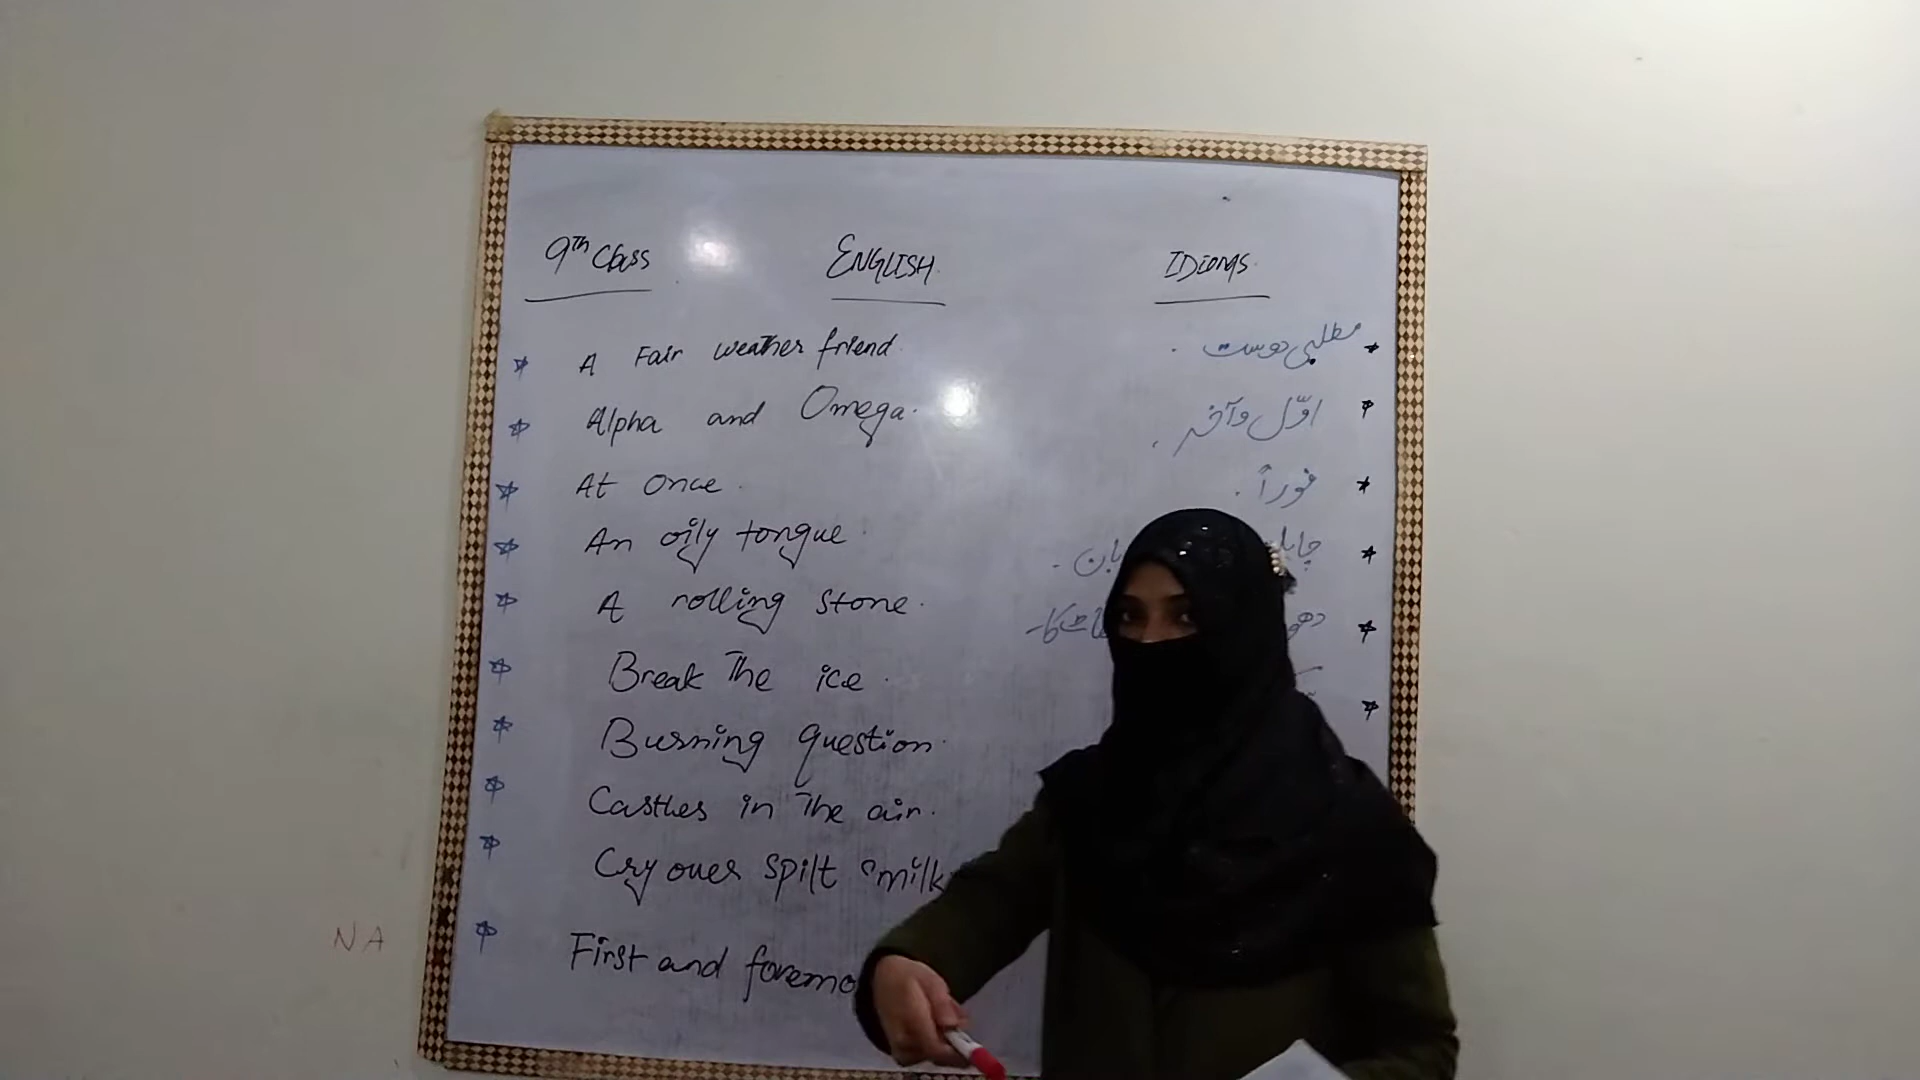 9th Class ENGLISH IDIOMS.
A Fair weather friend. مطلبی دوست .
Alpha and Omega. اوّل و آخر .
At Once . فوراً .
An oily tongue .
A rolling stone . دھو
Break The ice .
Burning question .
Castles in The air .
Cry over spilt milk
First and foremo
NA